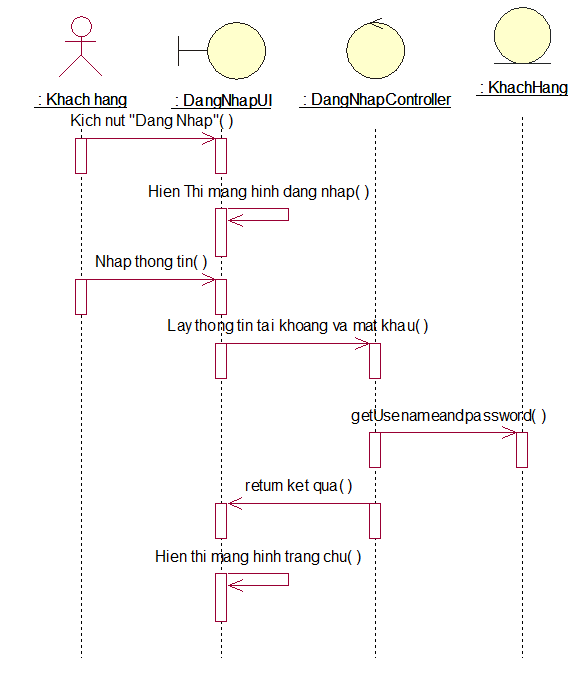 : Khach hang
: DangNhapUI
: DangNhapController
: KhachHang
Kich nut "Dang Nhap"( )
Hien Thi mang hinh dang nhap( )
Nhap thong tin( )
Lay thong tin tai khoang va mat khau( )
getUsenameandpassword( )
return ket qua( )
Hien thi mang hinh trang chu( )